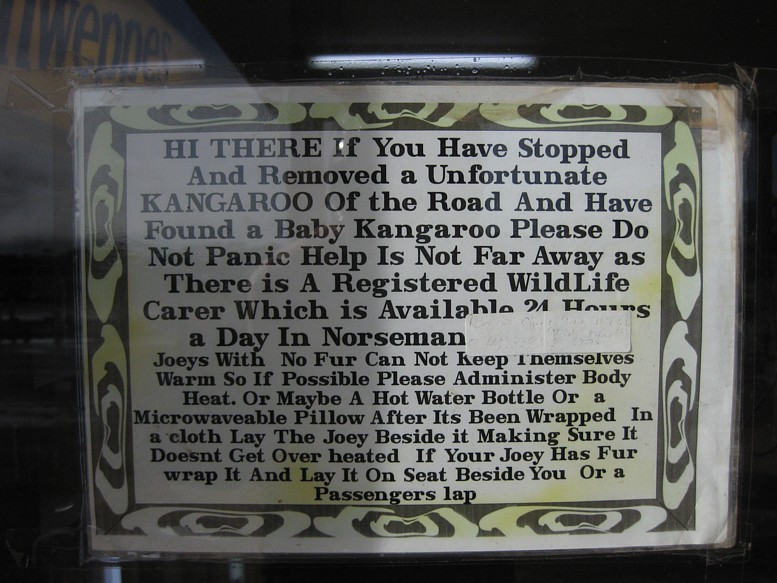 HI THERE If You Have Stopped
And Removed a Unfortunate
KANGAROO Of the Road And Have
Found a Baby Kangaroo Please Do
Not Panic Help Is Not Far Away as
There is A Registered WildLife
Carer Which is Available 24 Hours
a Day In Norseman
Joeys With No Fur Can Not Keep Themselves
Warm So If Possible Please Administer Body
Heat. Or Maybe A Hot Water Bottle Or a
Microwaveable Pillow After Its Been Wrapped In
a cloth Lay The Joey Beside it Making Sure It
Doesnt Get Over heated If Your Joey Has Fur
wrap It And Lay It On Seat Beside You Or a
Passengers lap